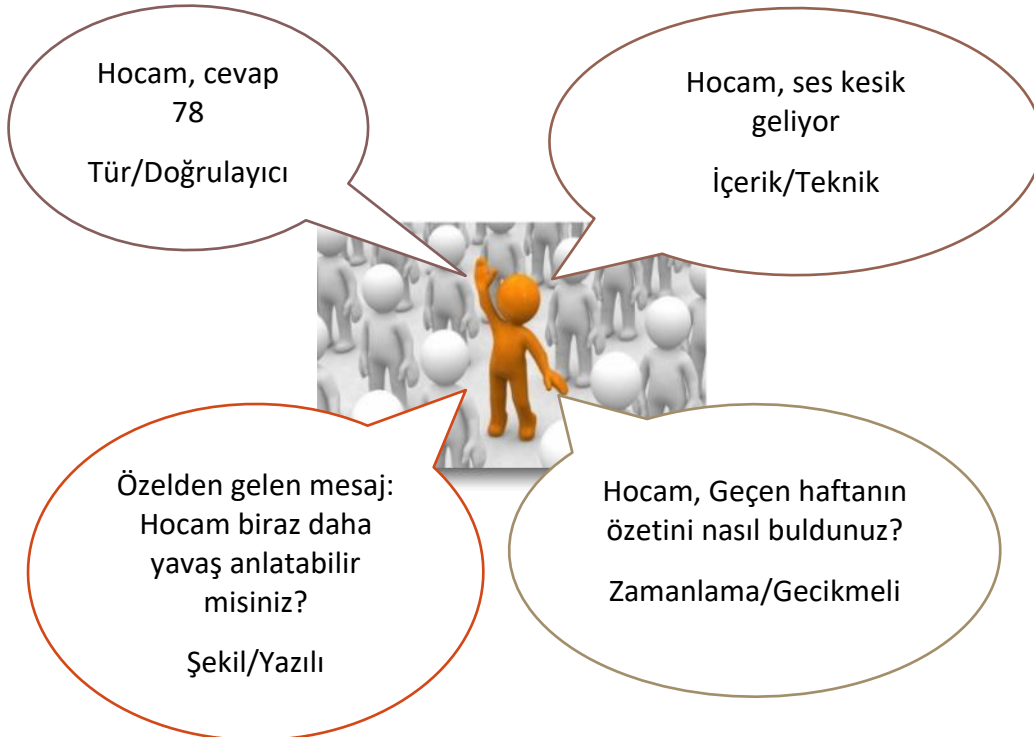 Hocam, cevap
78
Tür/Doğrulayıcı
Hocam, ses kesik
geliyor
İçerik/Teknik
Özelden gelen mesaj:
Hocam biraz daha
yavaş anlatabilir
misiniz?
Şekil/Yazılı
Hocam, Geçen haftanın
özetini nasıl buldunuz?
Zamanlama/Gecikmeli